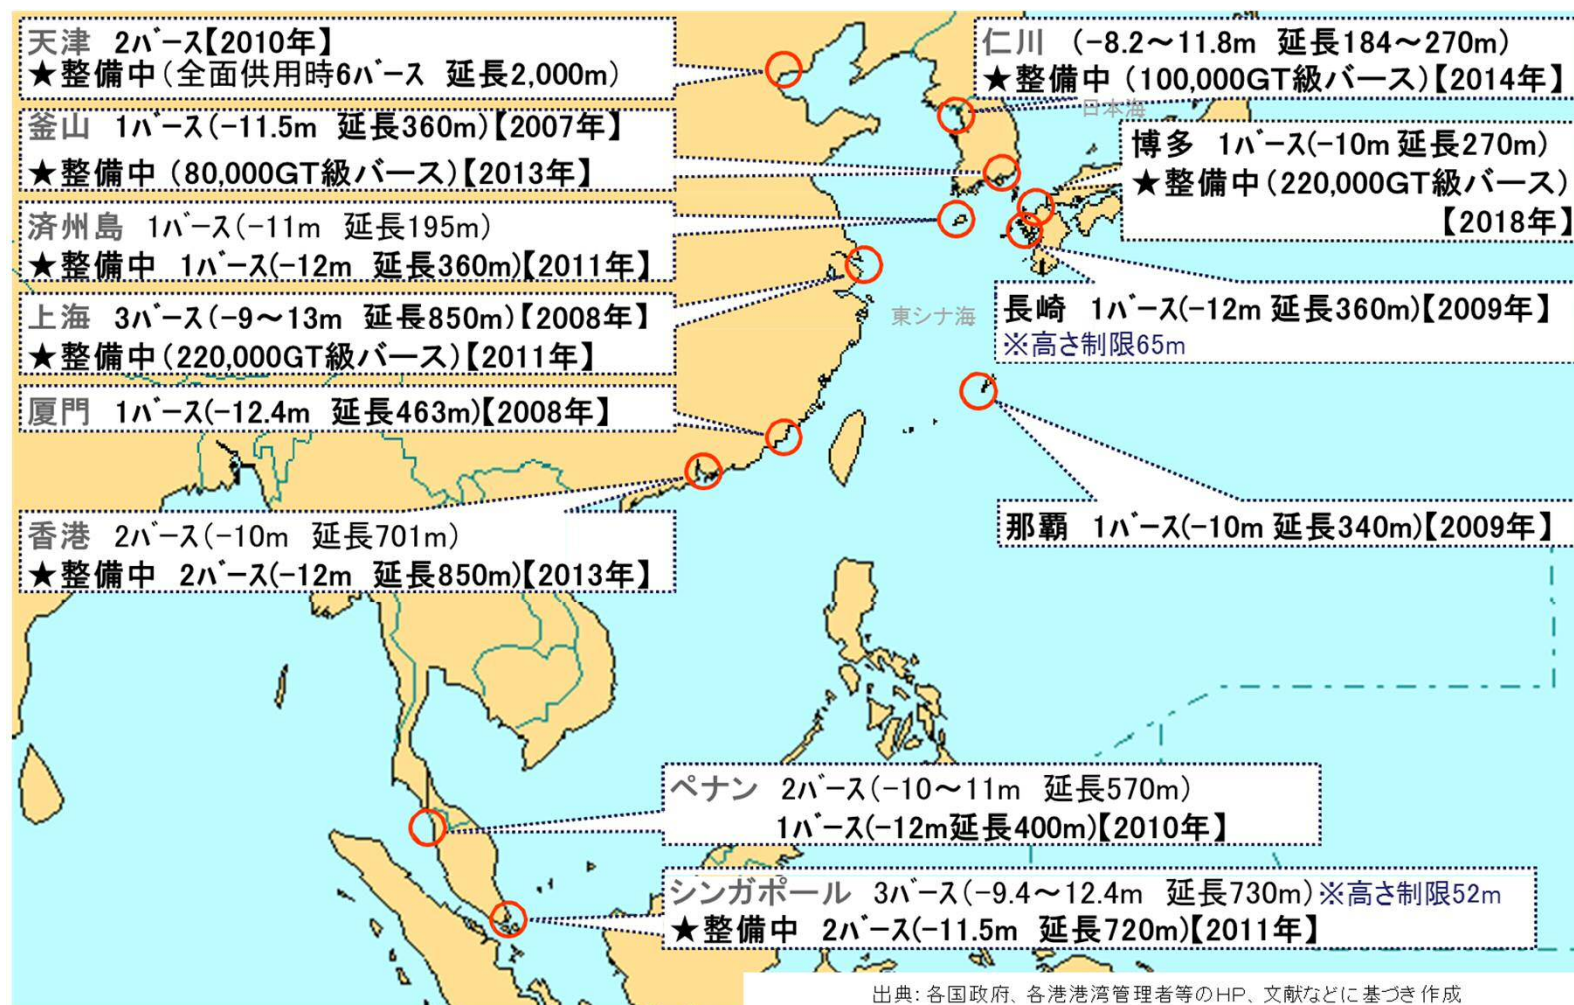 天津 2バース【2010年】
★整備中(全面供用時6バース 延長2,000m)
釜山 1バース(-11.5m 延長360m)【2007年】
★整備中 (80,000GT級バース)【2013年】
済州島 1バース(-11m 延長195m)
★整備中 1バース(-12m 延長360m)【2011年】
上海 3バース(-9～13m 延長850m)【2008年】
★整備中(220,000GT級バース)【2011年】
厦門 1バース(-12.4m 延長463m)【2008年】
香港 2バース(-10m 延長701m)
★整備中 2バース(-12m 延長850m)【2013年】
仁川 (-8.2～11.8m 延長184～270m)
★整備中 (100,000GT級バース)【2014年】
日本海
博多 1バース(-10m 延長270m)
★整備中(220,000GT級バース)
【2018年】
東シナ海
長崎 1バース(-12m 延長360m)【2009年】
※高さ制限65m
那覇 1バース(-10m 延長340m)【2009年】
ペナン 2バース(-10～11m 延長570m)
1バース(-12m延長400m)【2010年】
シンガポール 3バース(-9.4～12.4m 延長730m)※高さ制限52m
★整備中 2バース(-11.5m 延長720m)【2011年】
出典:各国政府、各港港湾管理者等のHP、文献などに基づき作成